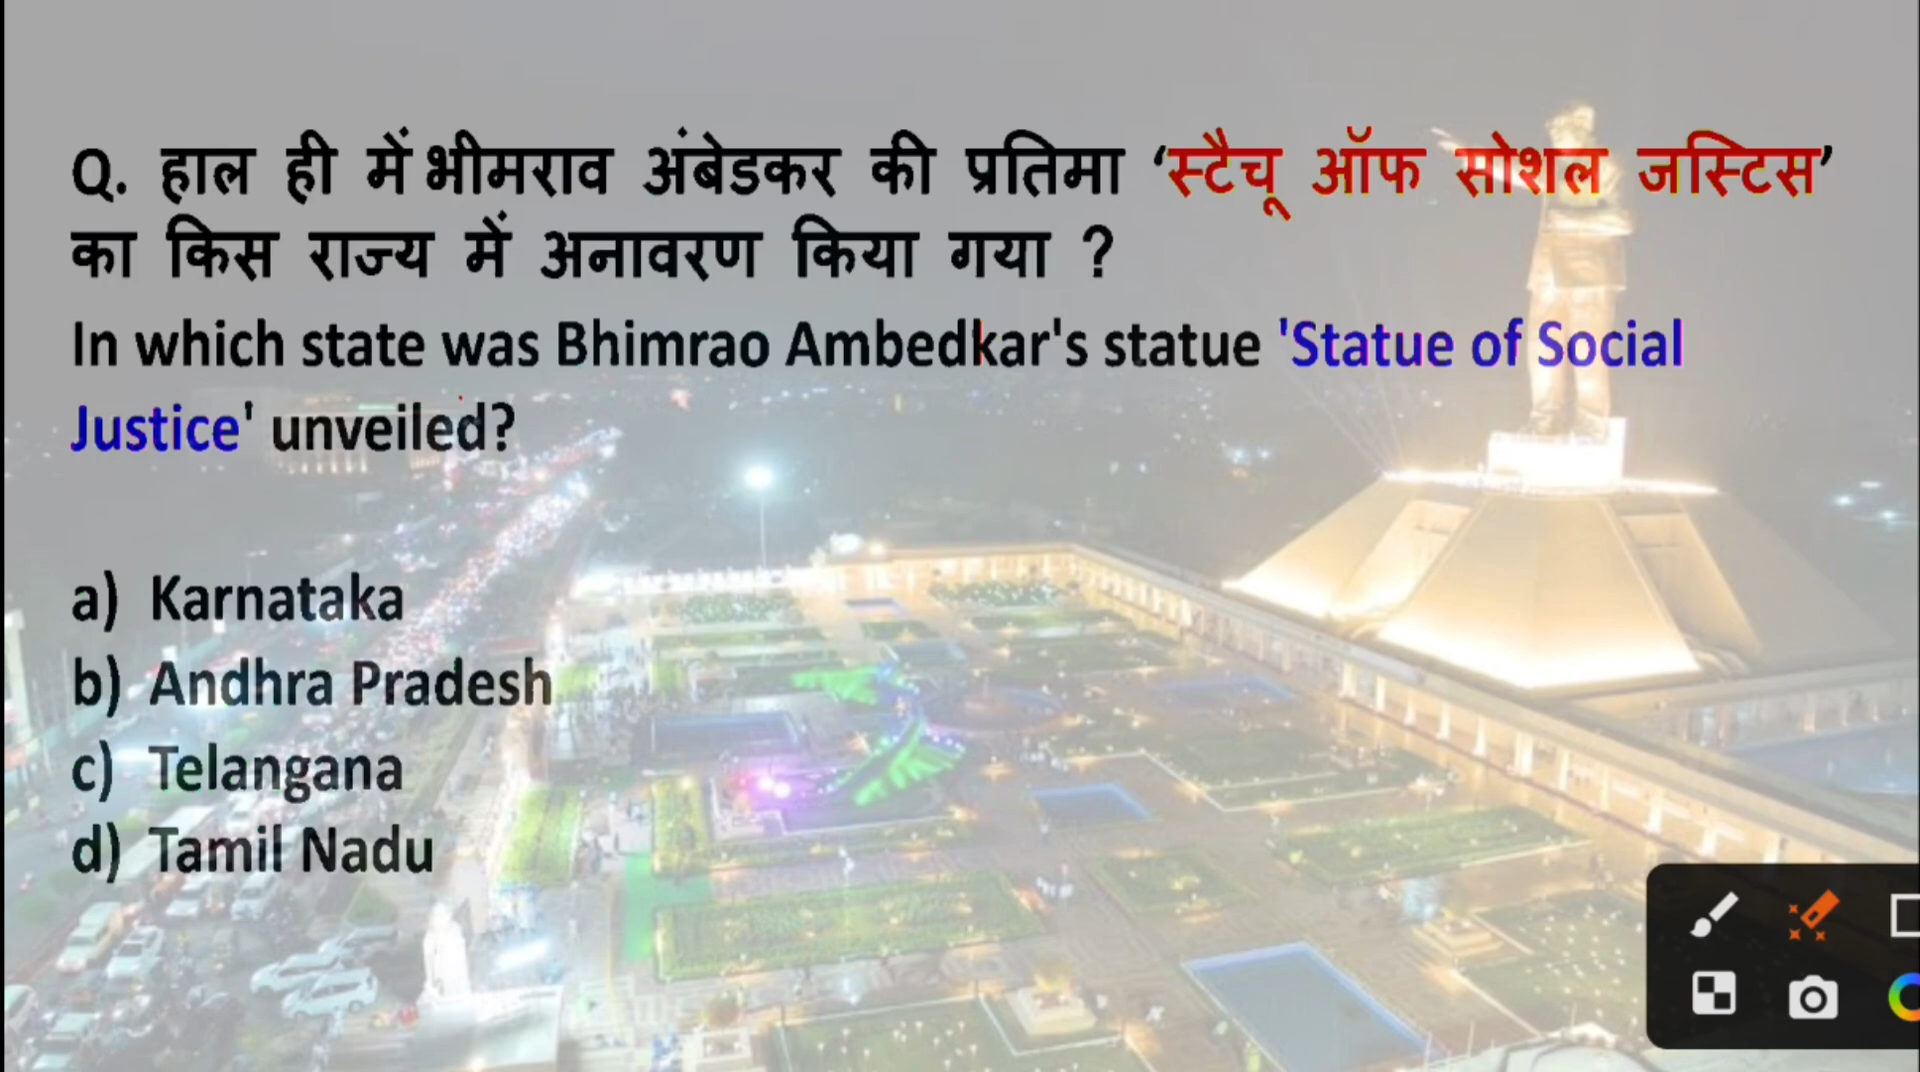 Q. हाल ही में भीमराव अंबेडकर की प्रतिमा ‘स्टैचू ऑफ सोशल जस्टिस’
का किस राज्य में अनावरण किया गया ?
In which state was Bhimrao Ambedkar's statue 'Statue of Social
Justice' unveiled?
a) Karnataka
b) Andhra Pradesh
c) Telangana
d) Tamil Nadu